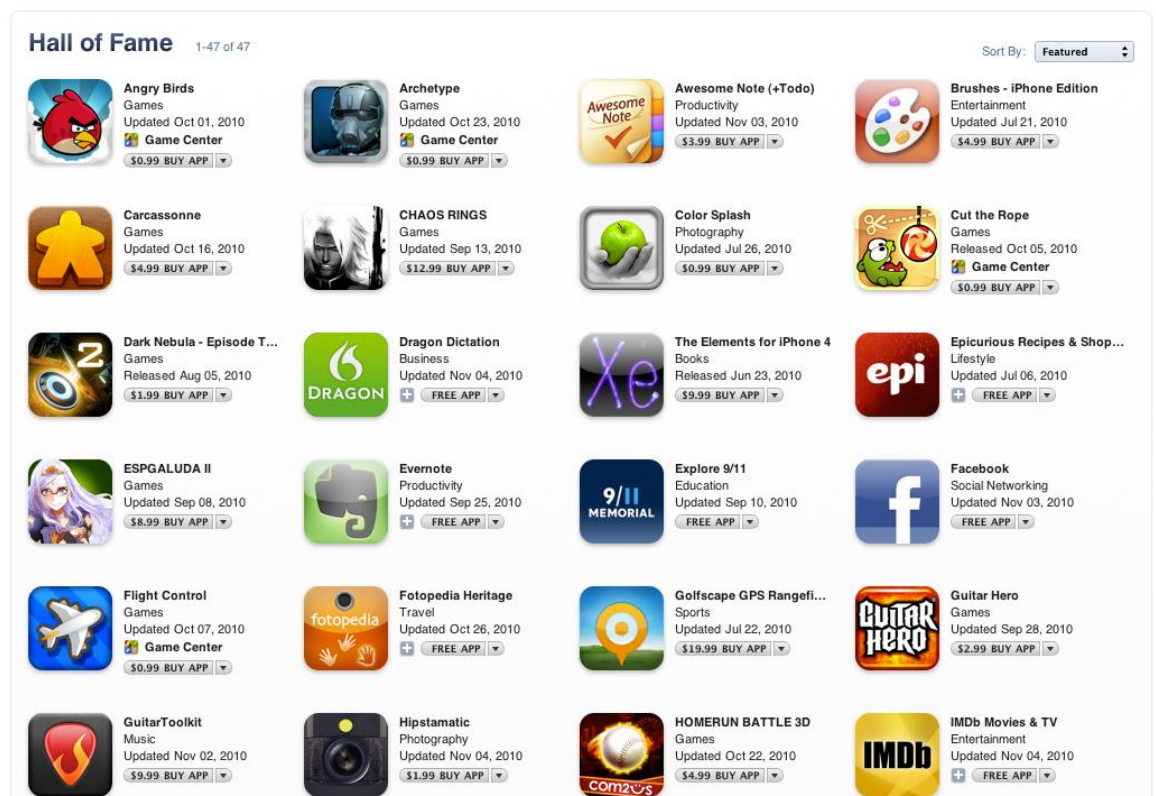 Hall of Fame 1-47 of 47
Sort By: Featured
Angry Birds
Games
Updated Oct 01, 2010
Game Center
$0.99 BUY APP
Archetype
Games
Updated Oct 23, 2010
Game Center
$0.99 BUY APP
Awesome
Note
Awesome Note (+Todo)
Productivity
Updated Nov 03, 2010
$3.99 BUY APP
Brushes - iPhone Edition
Entertainment
Updated Jul 21, 2010
$4.99 BUY APP
Carcassonne
Games
Updated Oct 16, 2010
$4.99 BUY APP
CHAOS RINGS
Games
Updated Sep 13, 2010
$12.99 BUY APP
Color Splash
Photography
Updated Jul 26, 2010
$0.99 BUY APP
Cut the Rope
Games
Released Oct 05, 2010
Game Center
$0.99 BUY APP
2
Dark Nebula - Episode T...
Games
Released Aug 05, 2010
$1.99 BUY APP
DRAGON
Dragon Dictation
Business
Updated Nov 04, 2010
FREE APP
Xe
The Elements for iPhone 4
Books
Released Jun 23, 2010
$9.99 BUY APP
epi
Epicurious Recipes & Shop...
Lifestyle
Updated Jul 06, 2010
FREE APP
ESPGALUDA II
Games
Updated Sep 08, 2010
$8.99 BUY APP
Evernote
Productivity
Updated Sep 25, 2010
FREE APP
9/11
MEMORIAL
Explore 9/11
Education
Updated Sep 10, 2010
FREE APP
f
Facebook
Social Networking
Updated Nov 03, 2010
FREE APP
Flight Control
Games
Updated Oct 07, 2010
Game Center
$0.99 BUY APP
fotopedia
Fotopedia Heritage
Travel
Updated Oct 26, 2010
FREE APP
Golfscape GPS Rangefi...
Sports
Updated Jul 22, 2010
$19.99 BUY APP
GUITAR
HERO
Guitar Hero
Games
Updated Sep 28, 2010
$2.99 BUY APP
GuitarToolkit
Music
Updated Nov 02, 2010
$9.99 BUY APP
Hipstamatic
Photography
Updated Nov 04, 2010
$1.99 BUY APP
com2us
HOMERUN BATTLE 3D
Games
Updated Oct 22, 2010
$4.99 BUY APP
IMDb
IMDb Movies & TV
Entertainment
Updated Nov 04, 2010
FREE APP